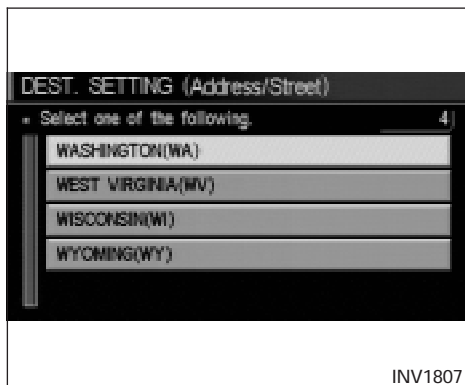 DEST. SETTING (Address/Street)
Select one of the following. 4
WASHINGTON(WA)
WEST VIRGINIA(WV)
WISCONSIN(WI)
WYOMING(WY)
INV1807